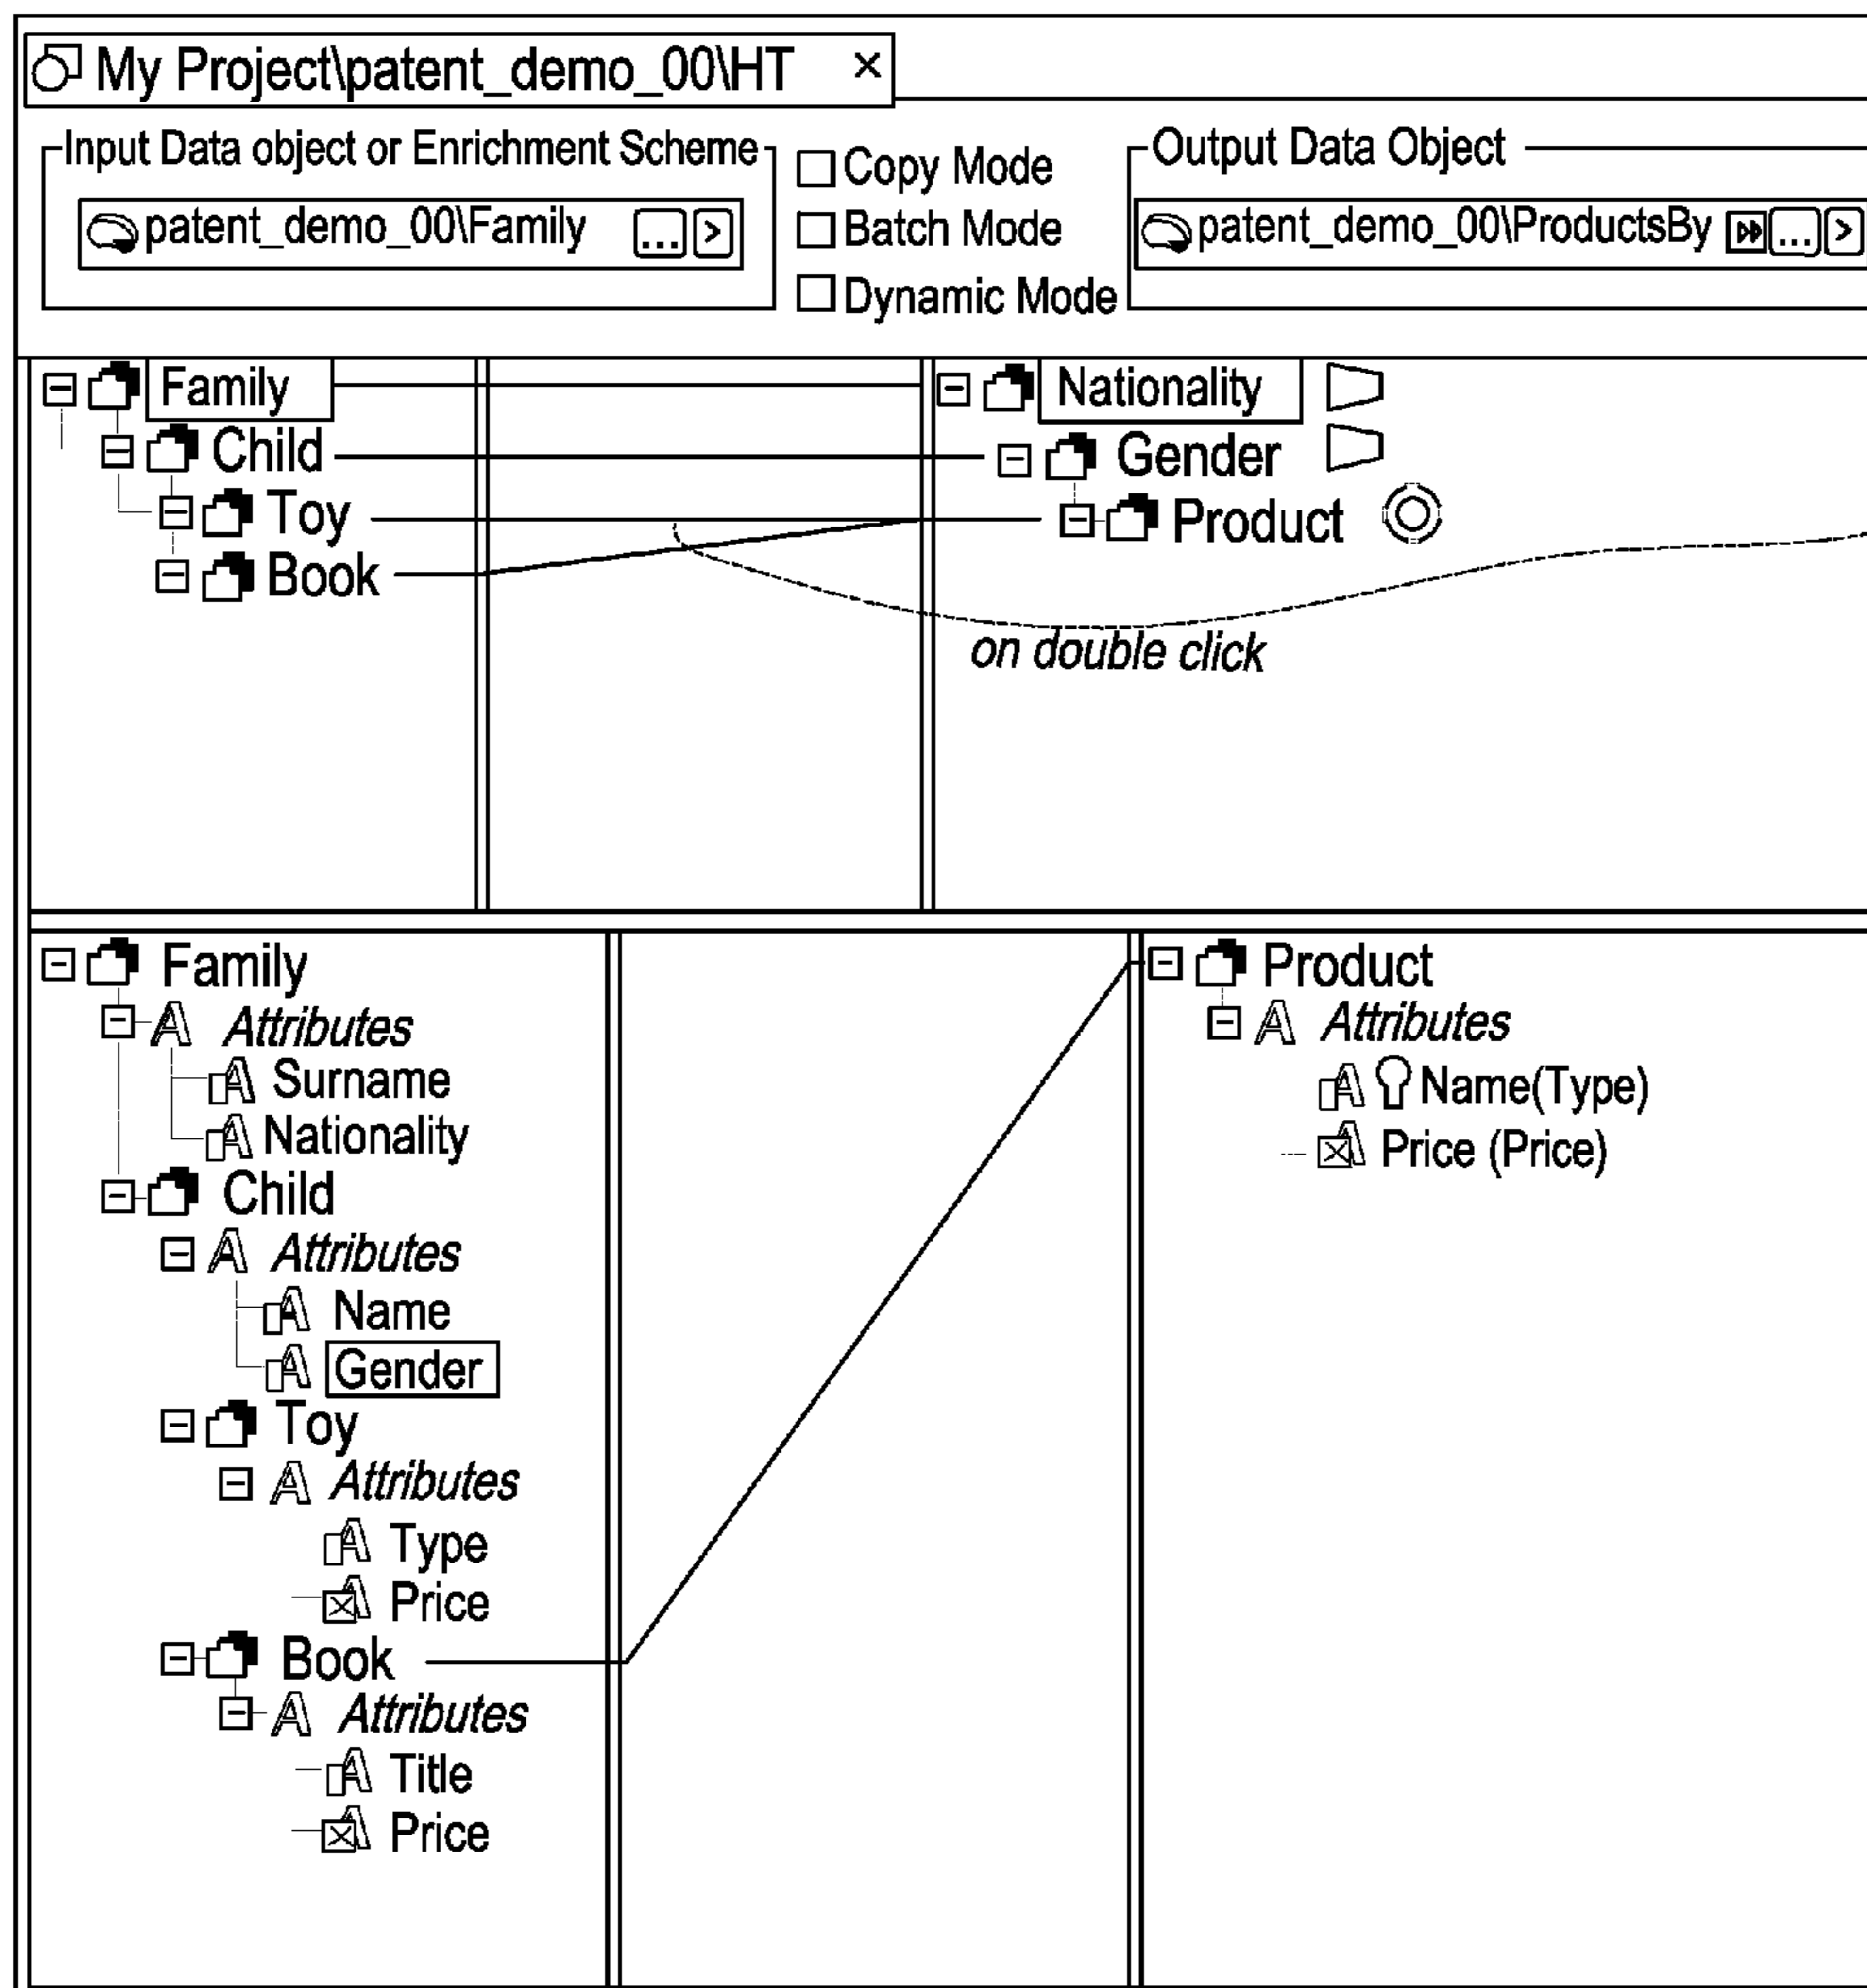 My Project\patent_demo_00\HT ×
Input Data object or Enrichment Scheme
patent_demo_00\Family ... >
Copy Mode
Batch Mode
Dynamic Mode
Output Data Object
patent_demo_00\ProductsBy ... >
Family
Child
Toy
Book
Nationality
Gender
Product
on double click
Family
Attributes
Surname
Nationality
Child
Attributes
Name
Gender
Toy
Attributes
Type
Price
Book
Attributes
Title
Price
Product
Attributes
Name(Type)
Price (Price)